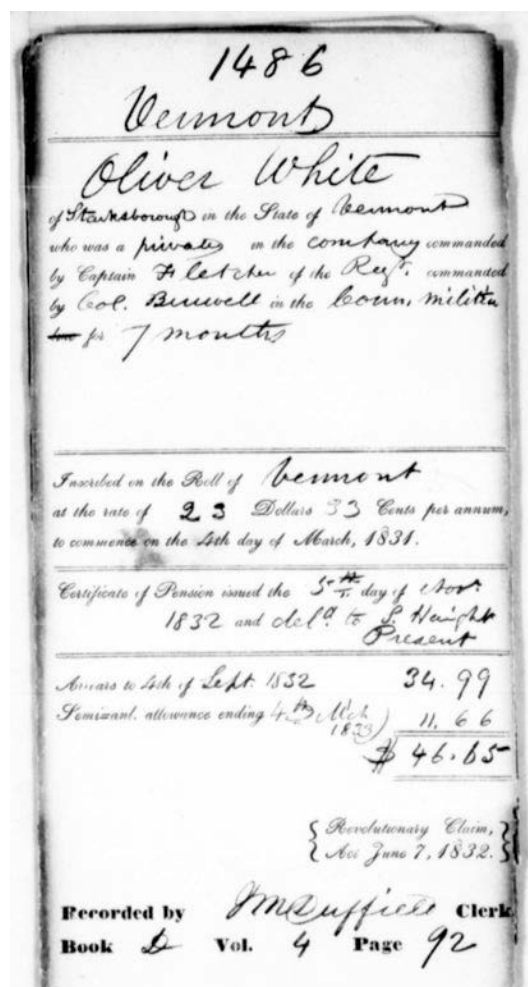 1486
Vermont
Oliver White
of Starksborough in the State of Vermont
who was a private in the company commanded
by Captain Fletcher of the Regt. commanded
by Col. Burwell in the Conn. militia
for 7 months
Inscribed on the Roll of Vermont
at the rate of 23 Dollars 33 Cents per annum,
to commence on the 4th day of March, 1831.
Certificate of Pension issued the 5th day of Novr.
1832 and deld. to S. Haight
Present
Arrears to 4th of Sept. 1832 34.99
Semi-anl. allowance ending 4th Mch 1833) 11.66
$ 46.65
{ Revolutionary Claim, }
{ Act June 7, 1832. }
Recorded by JM Duffield Clerk
Book D Vol. 4 Page 92